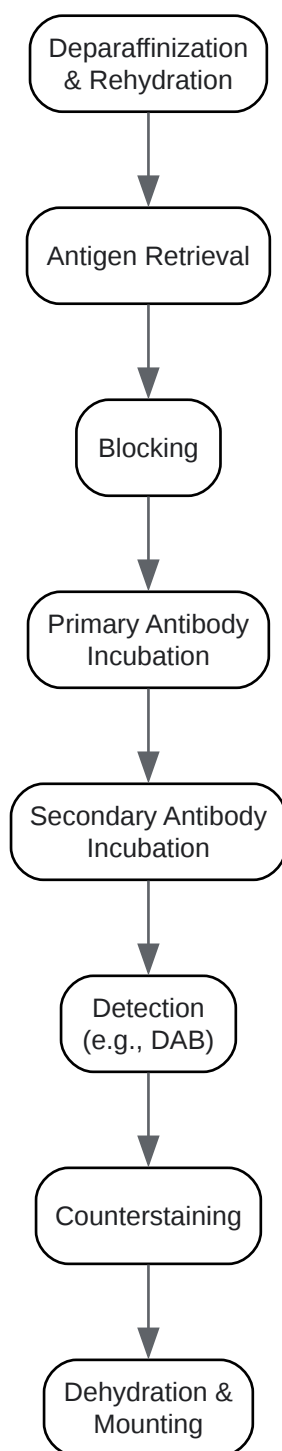 Deparaffinization
& Rehydration
Antigen Retrieval
Blocking
Primary Antibody
Incubation
Secondary Antibody
Incubation
Detection
(e.g., DAB)
Counterstaining
Dehydration &
Mounting